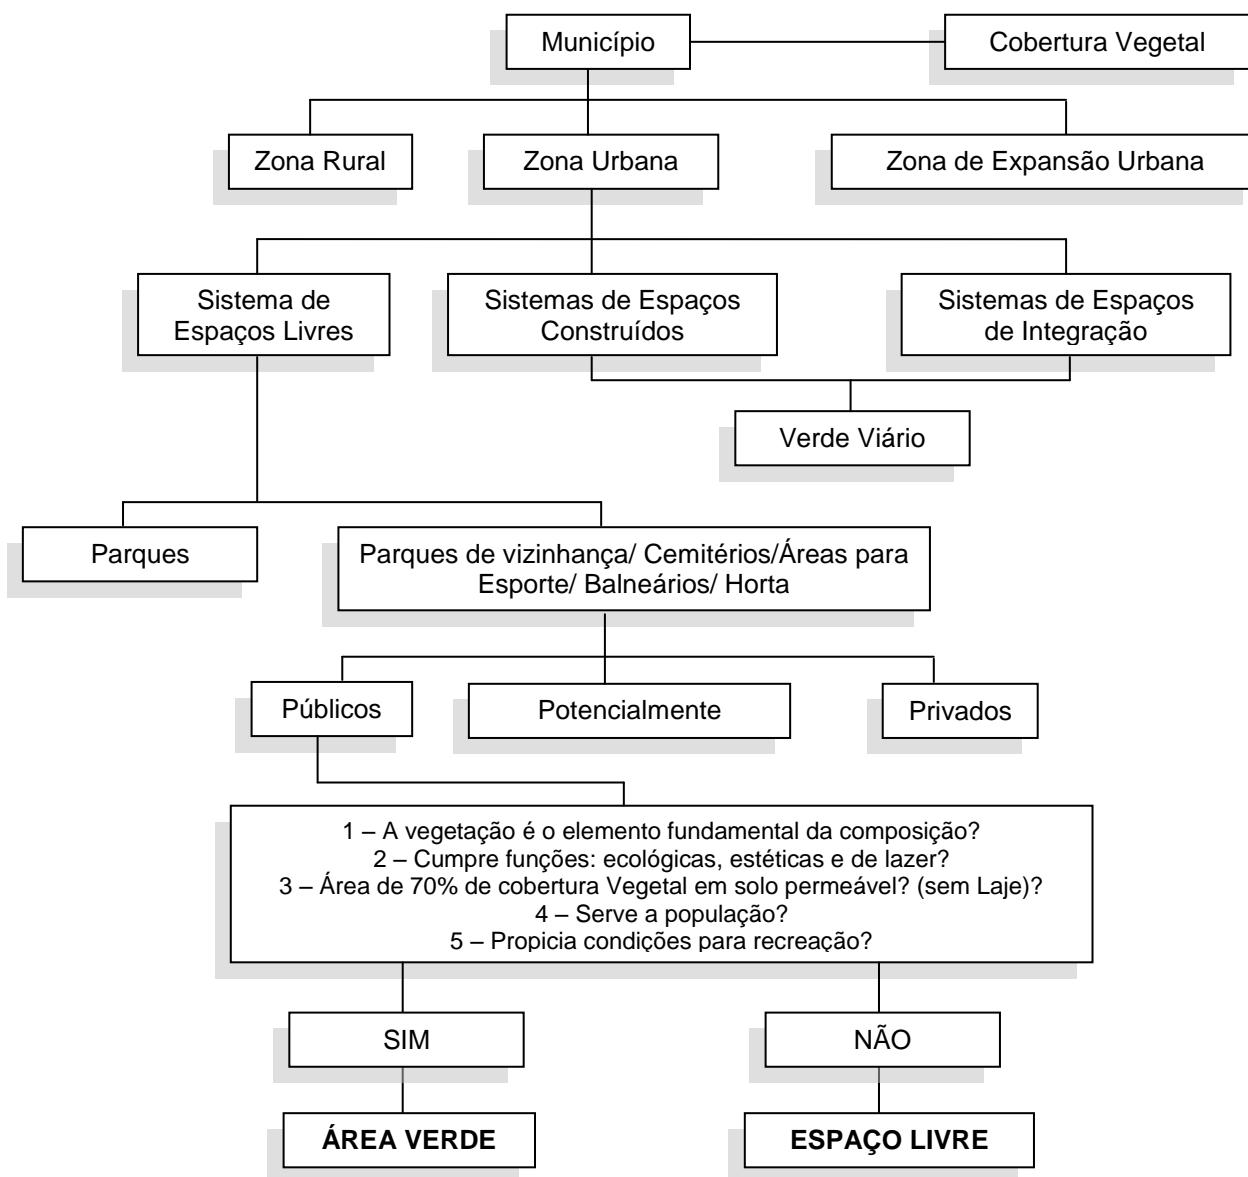 Município
Cobertura Vegetal
Zona Rural
Zona Urbana
Zona de Expansão Urbana
Sistema de
Espaços Livres
Sistemas de Espaços
Construídos
Sistemas de Espaços
de Integração
Verde Viário
Parques
Parques de vizinhança/ Cemitérios/Áreas para
Esporte/ Balneários/ Horta
Públicos
Potencialmente
Privados
1 – A vegetação é o elemento fundamental da composição?
2 – Cumpre funções: ecológicas, estéticas e de lazer?
3 – Área de 70% de cobertura Vegetal em solo permeável? (sem Laje)?
4 – Serve a população?
5 – Propicia condições para recreação?
SIM
NÃO
ÁREA VERDE
ESPAÇO LIVRE